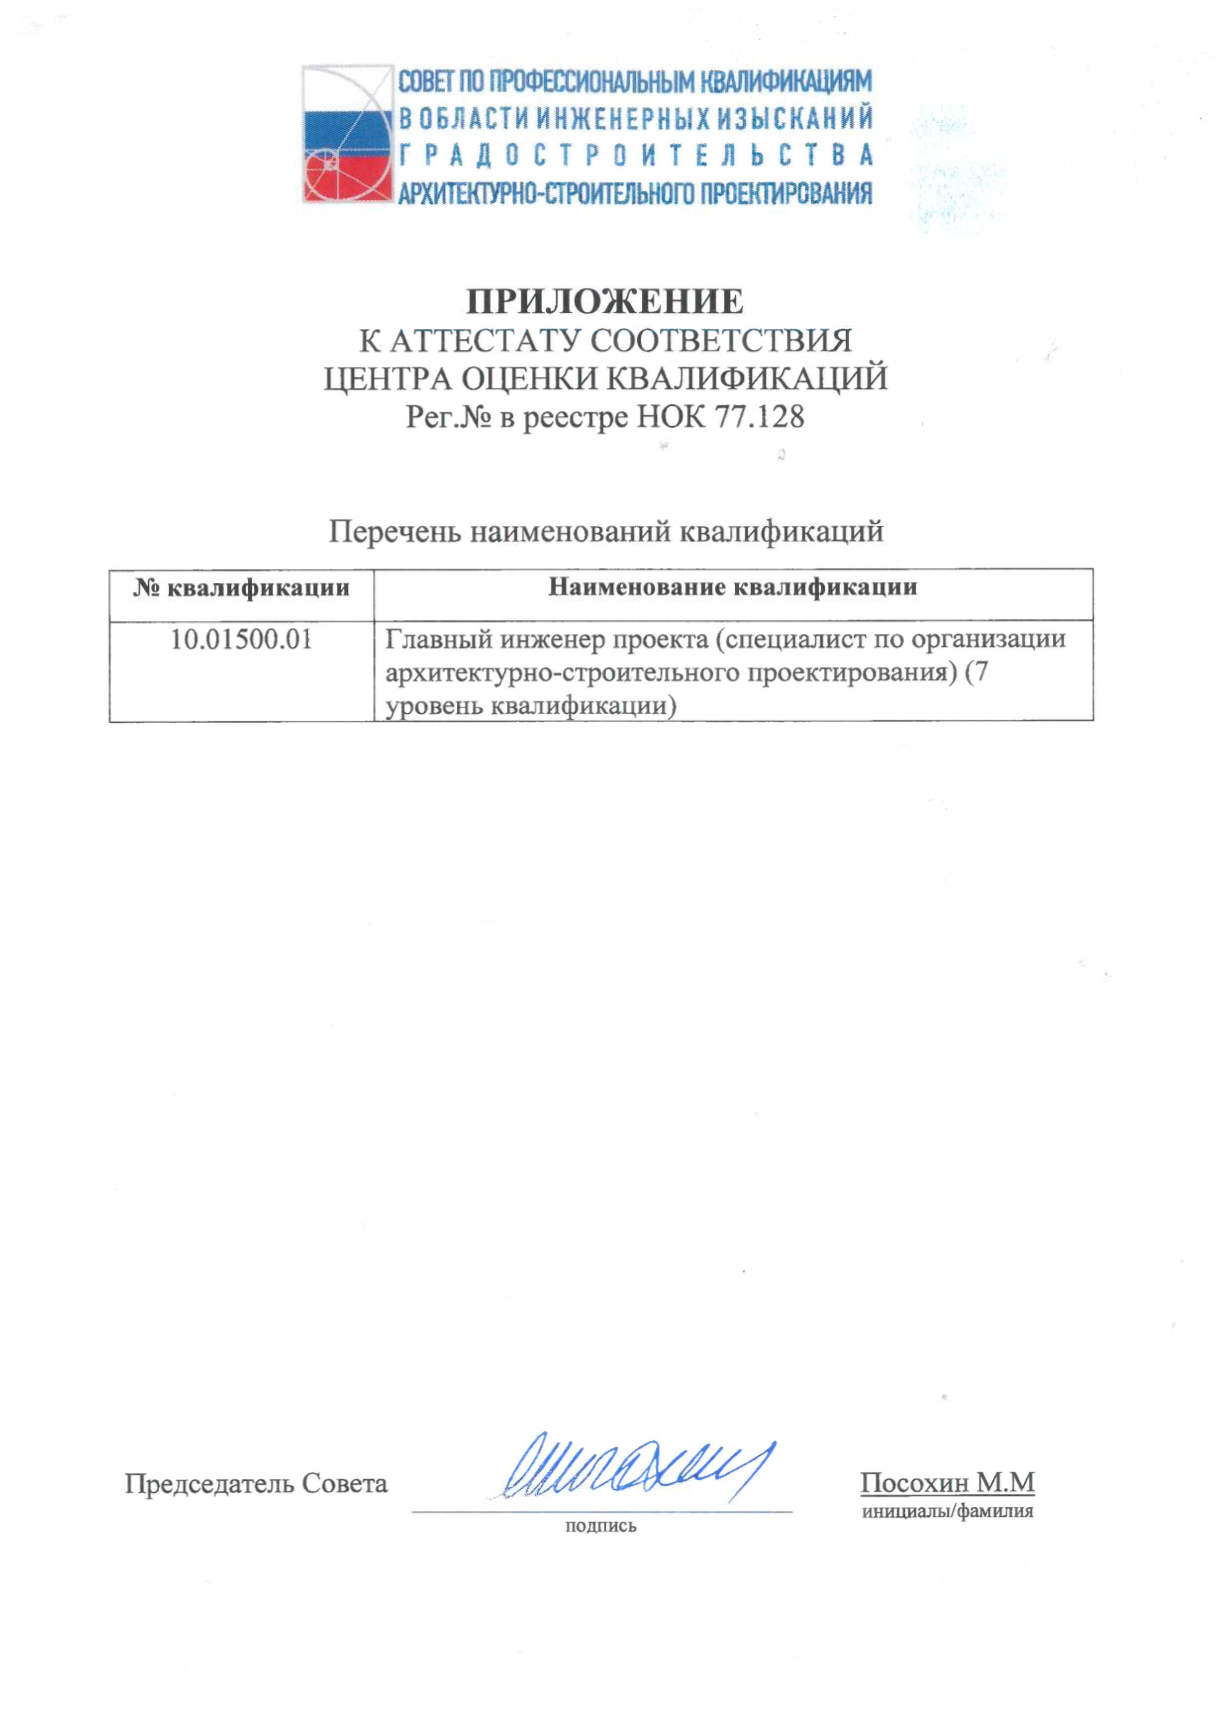 СОВЕТ ПО ПРОФЕССИОНАЛЬНЫМ КВАЛИФИКАЦИЯМ
В ОБЛАСТИ ИНЖЕНЕРНЫХ ИЗЫСКАНИЙ
ГРАДОСТРОИТЕЛЬСТВА
АРХИТЕКТУРНО-СТРОИТЕЛЬНОГО ПРОЕКТИРОВАНИЯ
ПРИЛОЖЕНИЕ
К АТТЕСТАТУ СООТВЕТСТВИЯ
ЦЕНТРА ОЦЕНКИ КВАЛИФИКАЦИЙ
Рег.№ в реестре НОК 77.128
Перечень наименований квалификаций
№ квалификации Наименование квалификации
10.01500.01 Главный инженер проекта (специалист по организации
архитектурно-строительного проектирования) (7
уровень квалификации)
Председатель Совета Посохин М.М
подпись инициалы/фамилия